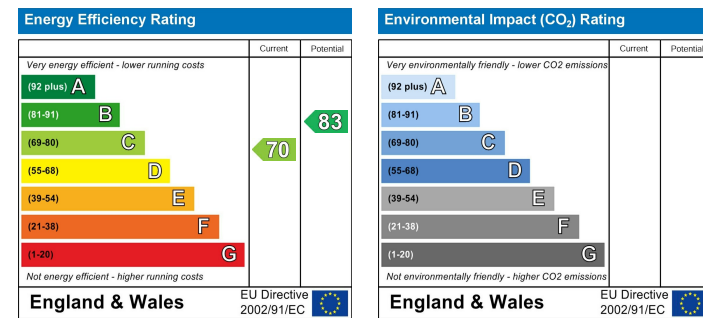 Energy Efficiency Rating
Current Potential
Very energy efficient - lower running costs
(92 plus) A
(81-91) B
83
(69-80) C
70
(55-68) D
(39-54) E
(21-38) F
(1-20) G
Not energy efficient - higher running costs
England & Wales
EU Directive
2002/91/EC
Environmental Impact (CO₂) Rating
Current Potential
Very environmentally friendly - lower CO2 emissions
(92 plus) A
(81-91) B
(69-80) C
(55-68) D
(39-54) E
(21-38) F
(1-20) G
Not environmentally friendly - higher CO2 emissions
England & Wales
EU Directive
2002/91/EC